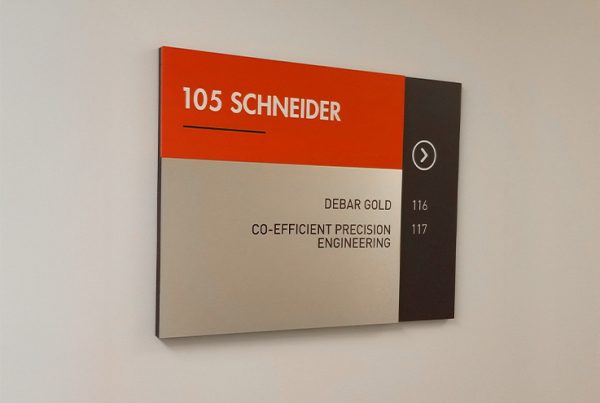 105 SCHNEIDER
DEBAR GOLD 116
CO-EFFICIENT PRECISION 117
ENGINEERING